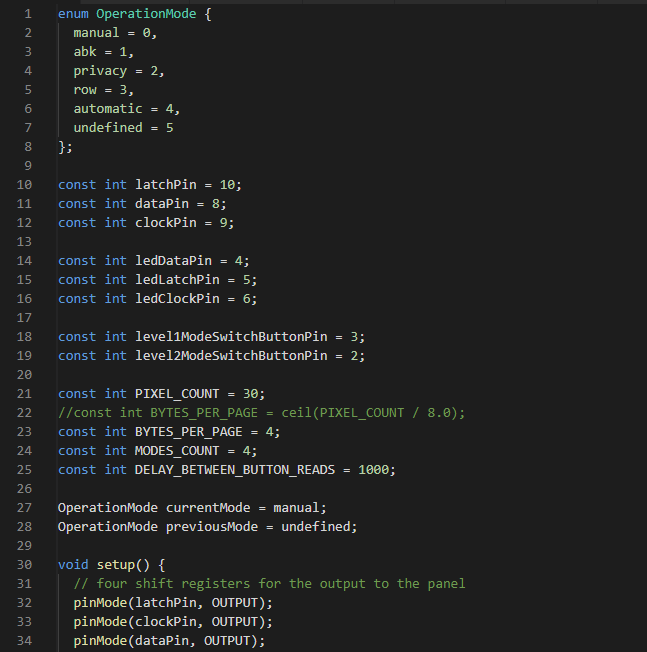 1 enum OperationMode {
2   manual = 0,
3   abk = 1,
4   privacy = 2,
5   row = 3,
6   automatic = 4,
7   undefined = 5
8 };
9
10 const int latchPin = 10;
11 const int dataPin = 8;
12 const int clockPin = 9;
13
14 const int ledDataPin = 4;
15 const int ledLatchPin = 5;
16 const int ledClockPin = 6;
17
18 const int level1ModeSwitchButtonPin = 3;
19 const int level2ModeSwitchButtonPin = 2;
20
21 const int PIXEL_COUNT = 30;
22 //const int BYTES_PER_PAGE = ceil(PIXEL_COUNT / 8.0);
23 const int BYTES_PER_PAGE = 4;
24 const int MODES_COUNT = 4;
25 const int DELAY_BETWEEN_BUTTON_READS = 1000;
26
27 OperationMode currentMode = manual;
28 OperationMode previousMode = undefined;
29
30 void setup() {
31   // four shift registers for the output to the panel
32   pinMode(latchPin, OUTPUT);
33   pinMode(clockPin, OUTPUT);
34   pinMode(dataPin, OUTPUT);